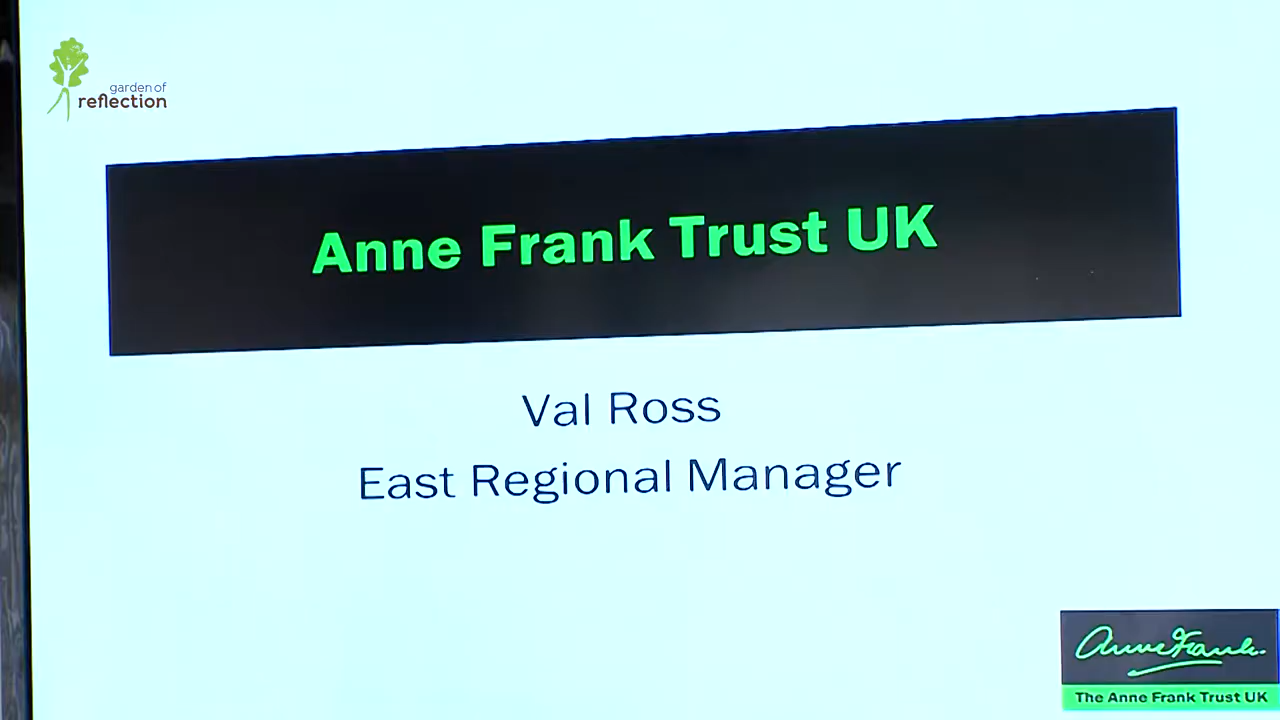 garden of
reflection
Anne Frank Trust UK
Val Ross
East Regional Manager
Anne Frank.
The Anne Frank Trust UK